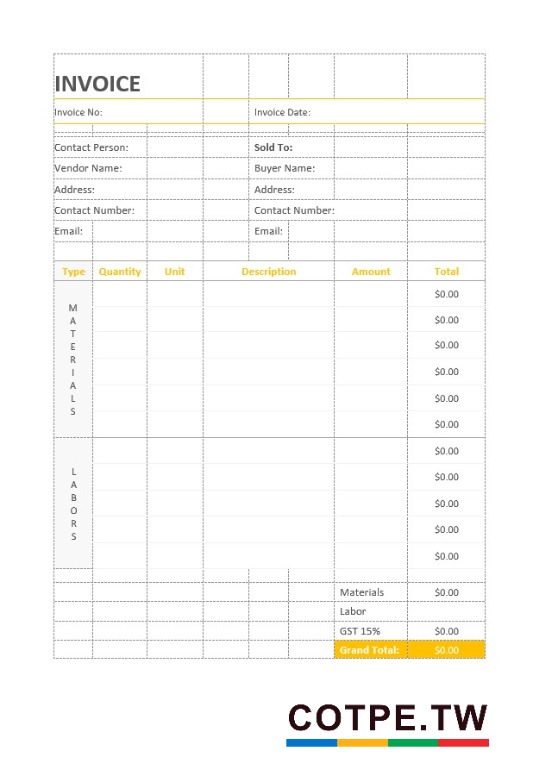 INVOICE
Invoice No: Invoice Date:
Contact Person: Sold To:
Vendor Name: Buyer Name:
Address: Address:
Contact Number: Contact Number:
Email: Email:
Type Quantity Unit Description Amount Total
MATERIALS
$0.00
$0.00
$0.00
$0.00
$0.00
$0.00
LABORS
$0.00
$0.00
$0.00
$0.00
$0.00
Materials $0.00
Labor
GST 15% $0.00
Grand Total: $0.00
COTPE.TW